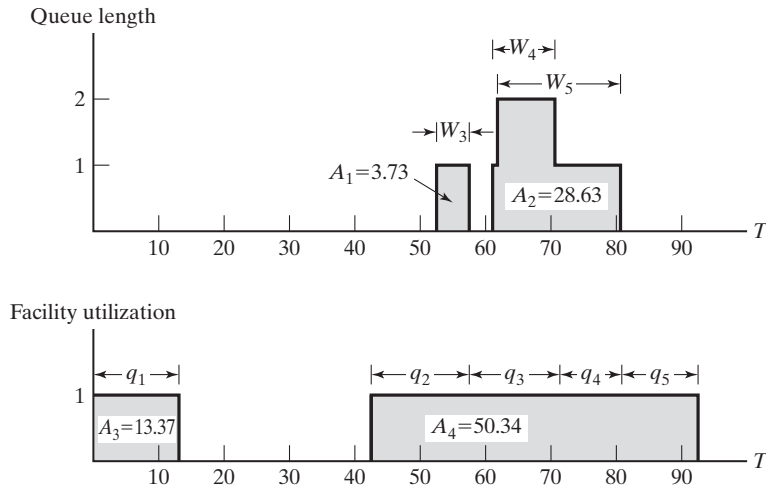 Queue length
W4
W5
2
W3
1
A1=3.73
A2=28.63
T
10 20 30 40 50 60 70 80 90
Facility utilization
q1 q2 q3 q4 q5
1
A3=13.37 A4=50.34
T
10 20 30 40 50 60 70 80 90